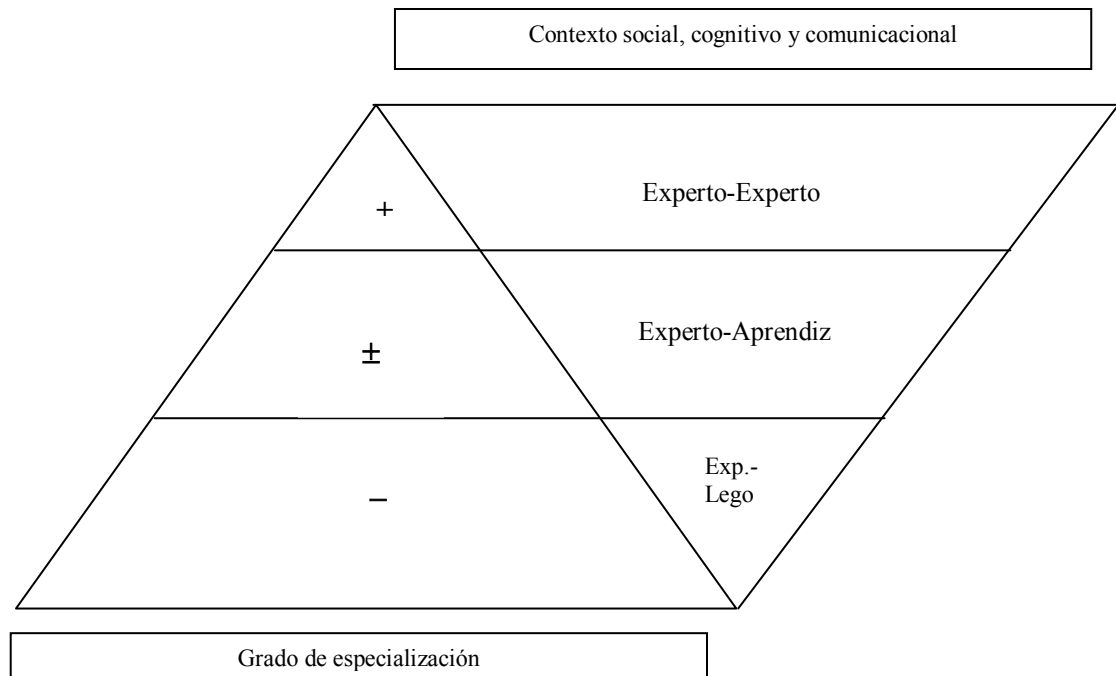 Contexto social, cognitivo y comunicacional
+
Experto-Experto
±
Experto-Aprendiz
−
Exp.-
Lego
Grado de especialización